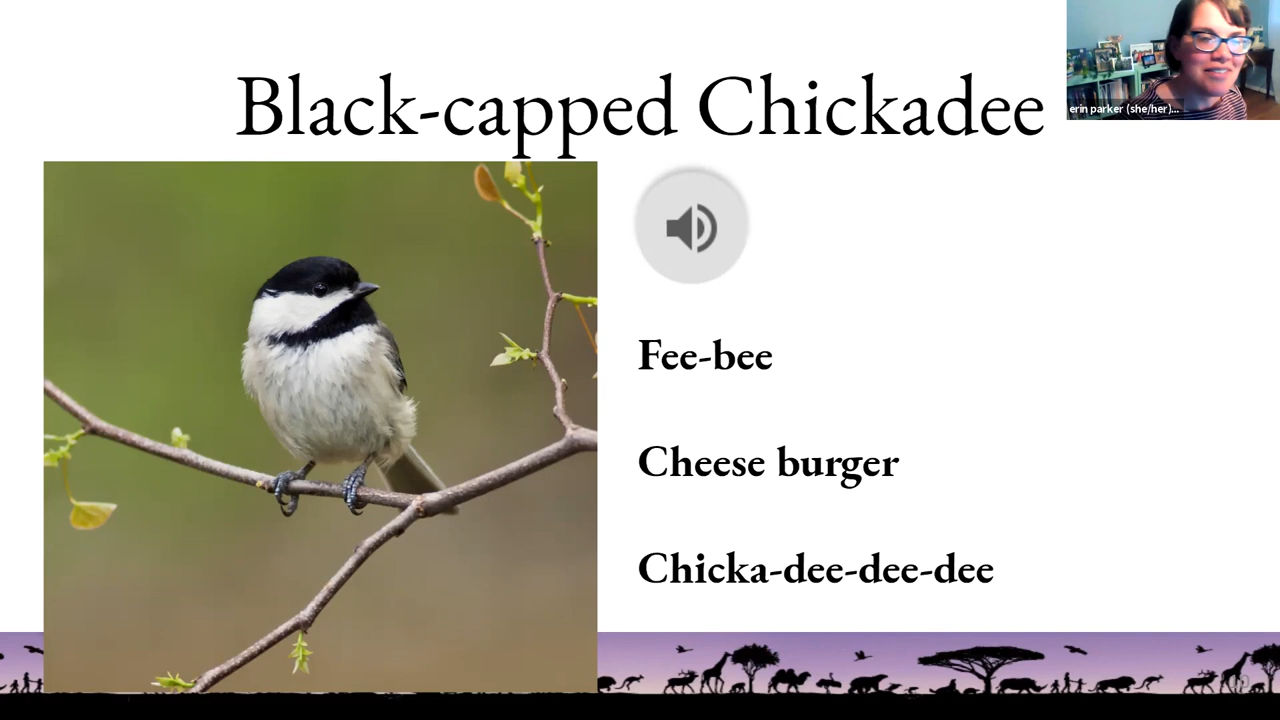 Black-capped Chickadee
erin parker (she/her)...
Fee-bee
Cheese burger
Chicka-dee-dee-dee